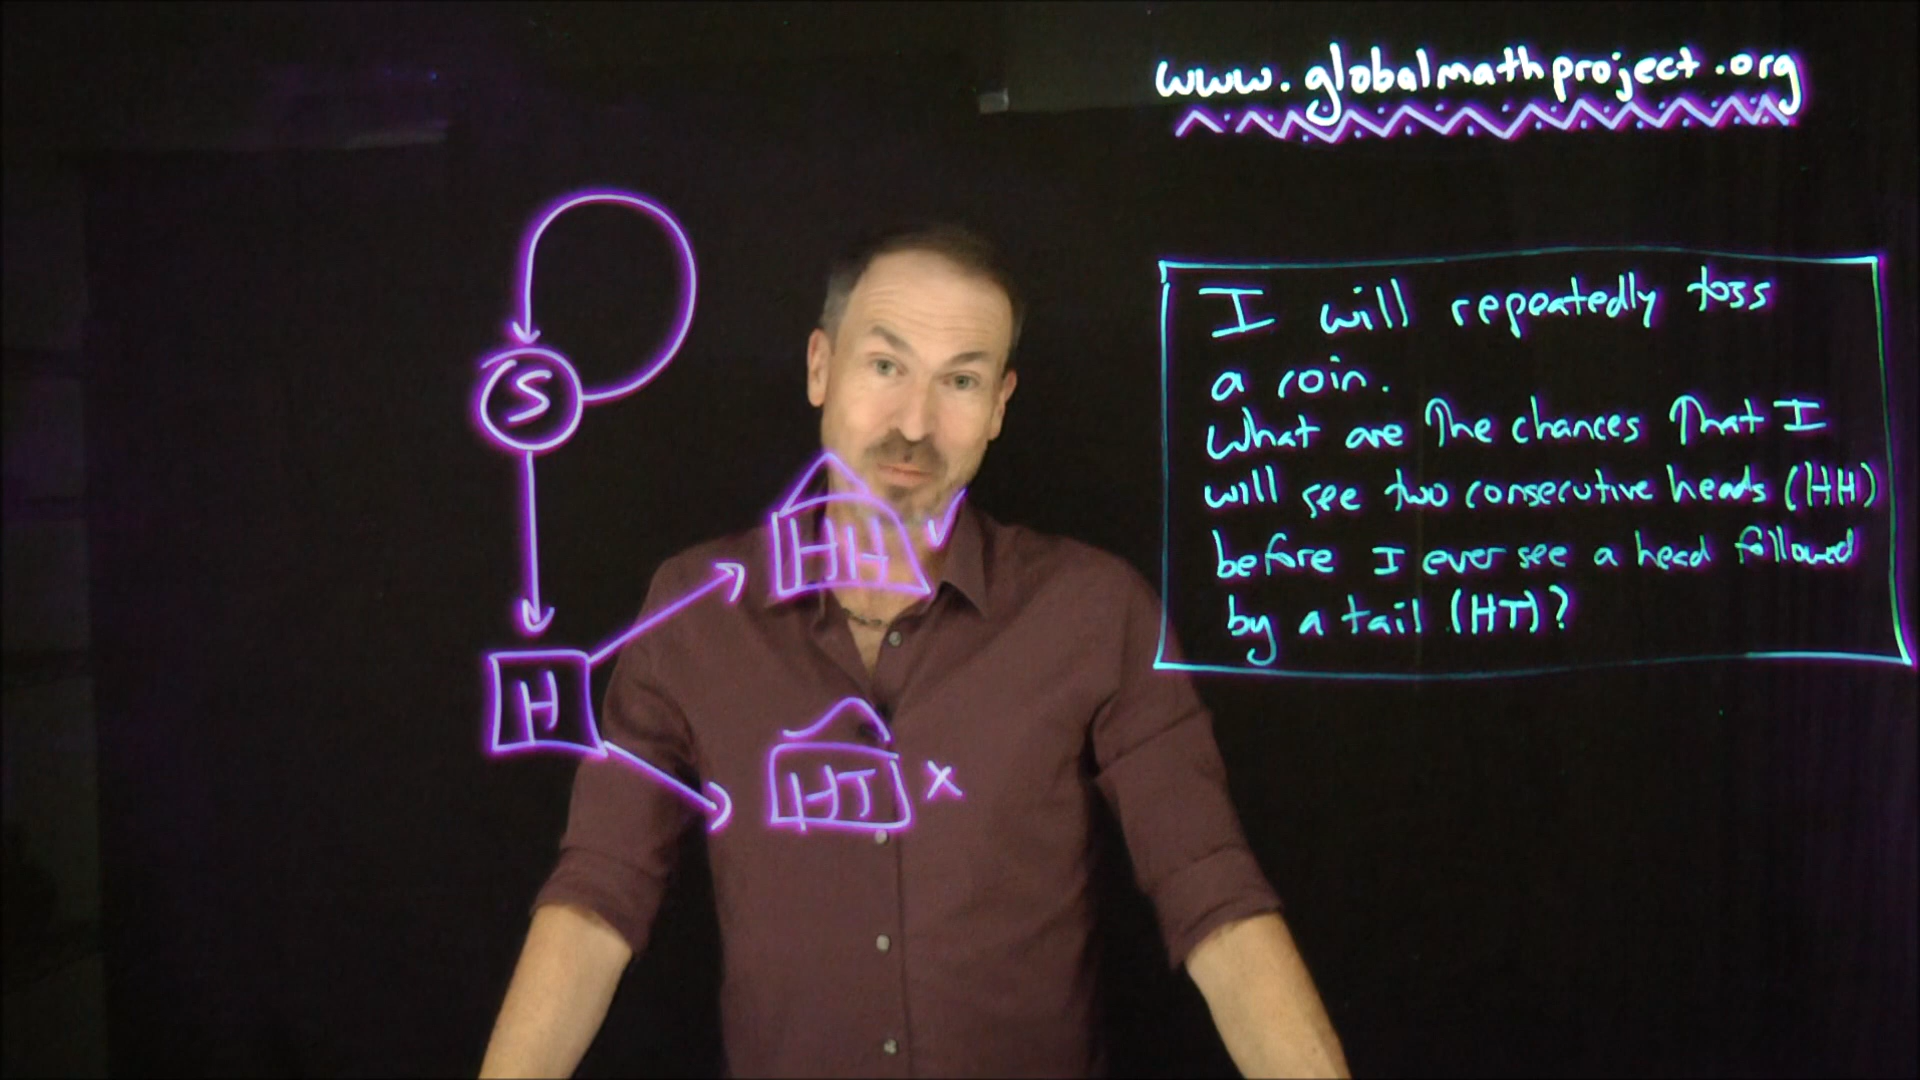 www.globalmathproject.org
I will repeatedly toss
a coin.
What are the chances that I
will see two consecutive heads (HH)
before I ever see a head followed
by a tail (HT)?
S
HH
H
HT X